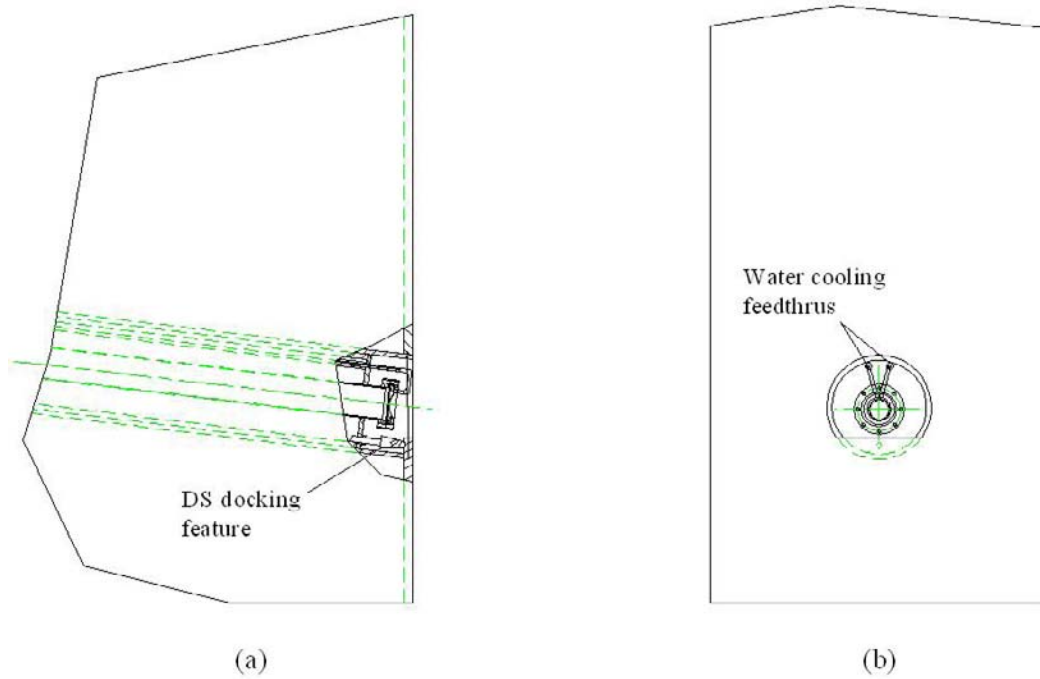 Water cooling
feedthrus
DS docking
feature
(a)
(b)